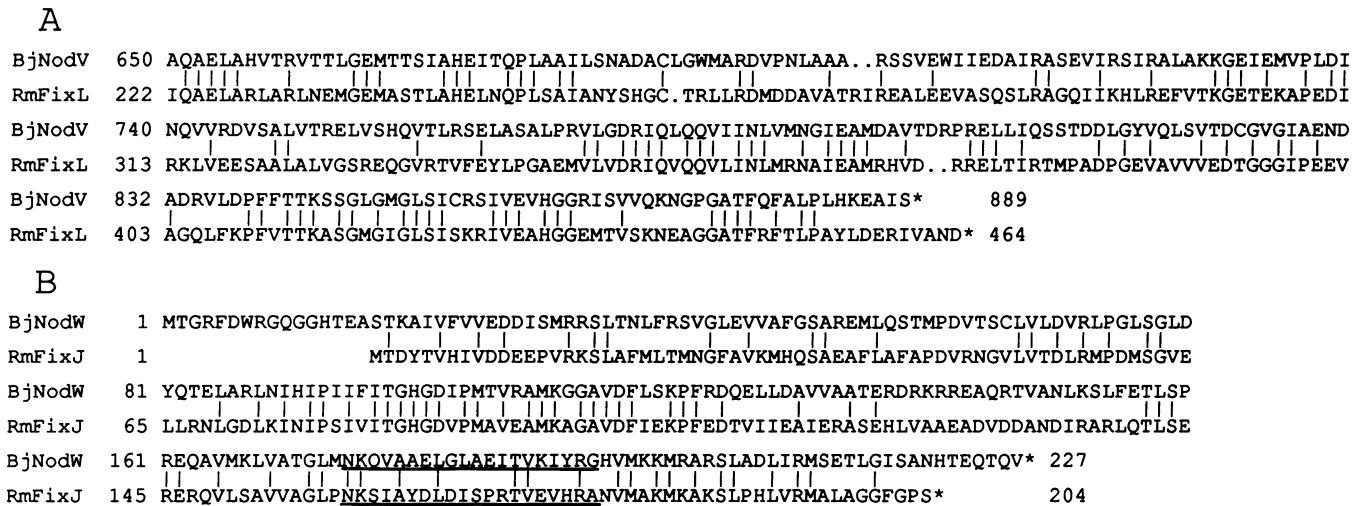 A
BjNodV 650 AQAELAHVTRVTTLGEMTTSIAHEITQPLAAILSNADACLGWMARDVPNLAAA..RSSVEWIIEDAIRASEVIRSIRALAKKGEIEMVPLDI
RmFixL 222 IQAELARLARLNEMGEMASTLAHELNQPLSAIANYSHGC.TRLLRDMDDAVATRIREALEEVASQSLRAGQIIKHLREFVTKGETEKAPEDI
BjNodV 740 NQVVRDVSALVTRELVSHQVTLRSELASALPRVLGDRIQLQQVIINLVMNGIEAMDAVTDRPRELLIQSSTDDLGYVQLSVTDCGVGIAEND
RmFixL 313 RKLVEESAALALVGSREQGVRTVFEYLPGAEMVLVDRIQVQQVLINLMRNAIEAMRHVD..RRELTIRTMPADPGEVAVVVEDTGGGIPEEV
BjNodV 832 ADRVLDPFFTTKSSGLGMGLSICRSIVEVHGGRISVVQKNGPGATFQFALPLHKEAIS* 889
RmFixL 403 AGQLFKPFVTTKASGMGIGLSISKRIVEAHGGEMTVSKNEAGGATFRFTLPAYLDERIVAND* 464
B
BjNodW 1 MTGRFDWRGQGGHTEASTKAIVFVVEDDISMRRSLTNLFRSVGLEVVAFGSAREMLQSTMPDVTSCLVLDVRLPGLSGLD
RmFixJ 1 MTDYTVHIVDDEEPVRKSLAFMLTMNGFAVKMHQSAEAFLAFAPDVRNGVLVTDLRMPDMSGVE
BjNodW 81 YQTELARLNIHIPIIFITGHGDIPMTVRAMKGGAVDFLSKPFRDQELLDAVVAATERDRKRREAQRTVANLKSLFETLSP
RmFixJ 65 LLRNLGDLKINIPSIVITGHGDVPMAVEAMKAGAVDFIEKPFEDTVIIEAIERASEHLVAAEADVDDANDIRARLQTLSE
BjNodW 161 REQAVMKLVATGLMNKQVAAELGLAEITVKIYRGHVMKKMRARSLADLIRMSETLGISANHTEQTQV* 227
RmFixJ 145 RERQVLSAVVAGLPNKSIAYDLDISPRTVEVHRANVMAKMKAKSLPHLVRMALAGGFGPS* 204